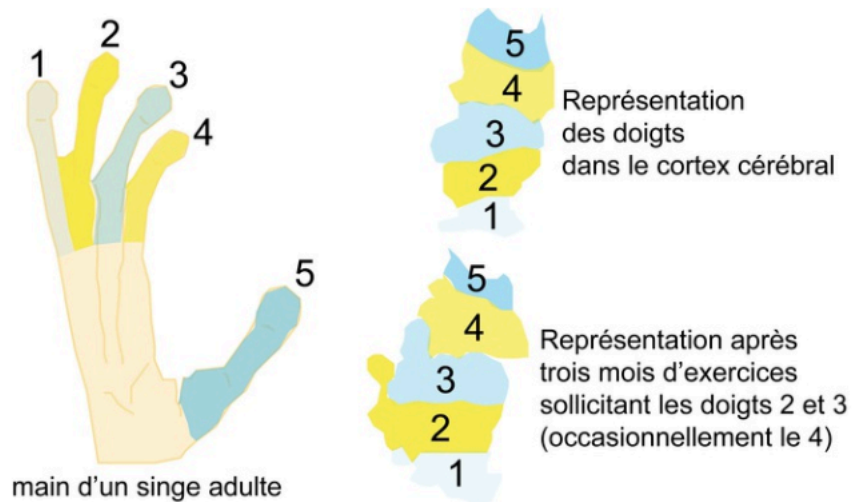 1
2
3
4
5
main d'un singe adulte
5
4
3
2
1
Représentation
des doigts
dans le cortex cérébral
5
4
3
2
1
Représentation après
trois mois d'exercices
sollicitant les doigts 2 et 3
(occasionnellement le 4)